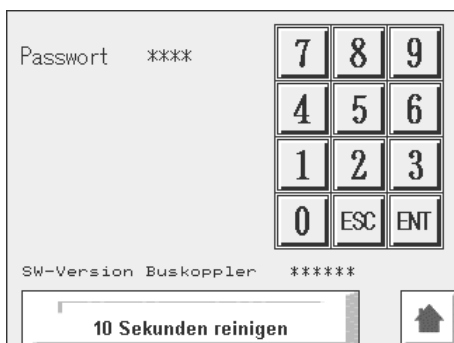 Passwort ****
7 8 9
4 5 6
1 2 3
0 ESC ENT
SW-Version Buskoppler ******
10 Sekunden reinigen